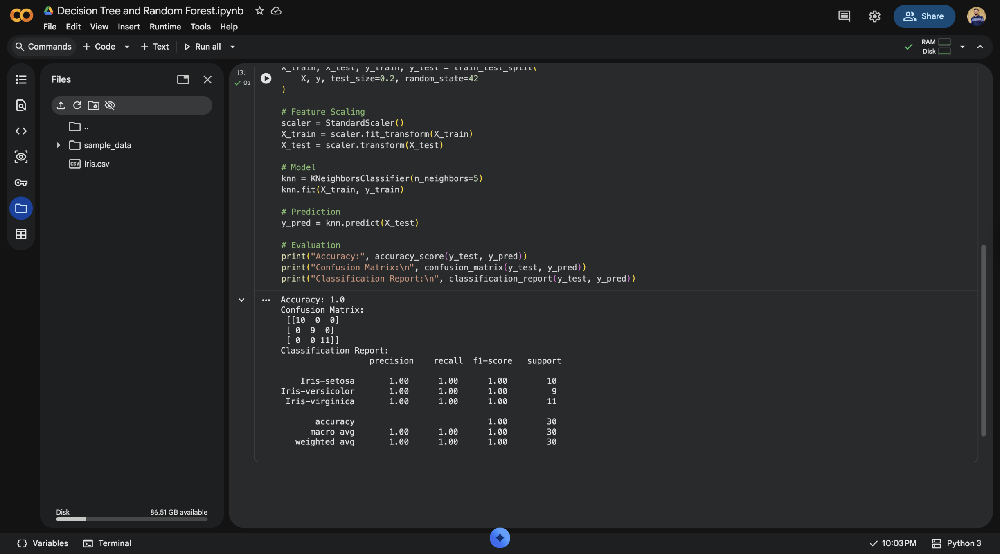 Decision Tree and Random Forest.ipynb
File Edit View Insert Runtime Tools Help
Share
Commands + Code + Text Run all
RAM
Disk
Files
..
sample_data
CSV Iris.csv
Disk 86.51 GB available
[3]
0s
X_train, X_test, y_train, y_test = train_test_split(
    X, y, test_size=0.2, random_state=42
)
# Feature Scaling
scaler = StandardScaler()
X_train = scaler.fit_transform(X_train)
X_test = scaler.transform(X_test)
# Model
knn = KNeighborsClassifier(n_neighbors=5)
knn.fit(X_train, y_train)
# Prediction
y_pred = knn.predict(X_test)
# Evaluation
print("Accuracy:", accuracy_score(y_test, y_pred))
print("Confusion Matrix:\n", confusion_matrix(y_test, y_pred))
print("Classification Report:\n", classification_report(y_test, y_pred))
Accuracy: 1.0
Confusion Matrix:
 [[10  0  0]
 [ 0  9  0]
 [ 0  0 11]]
Classification Report:
                  precision    recall  f1-score   support
    Iris-setosa       1.00      1.00      1.00        10
Iris-versicolor       1.00      1.00      1.00         9
 Iris-virginica       1.00      1.00      1.00        11
       accuracy                           1.00        30
      macro avg       1.00      1.00      1.00        30
   weighted avg       1.00      1.00      1.00        30
Variables Terminal
10:03 PM Python 3